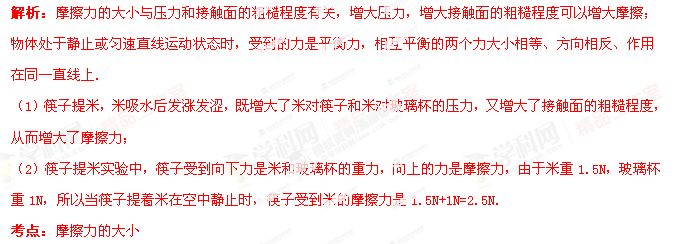 解析：摩擦力的大小与压力和接触面的粗糙程度有关，增大压力，增大接触面的粗糙程度可以增大摩擦；
物体处于静止或匀速直线运动状态时，受到的力是平衡力，相互平衡的两个力大小相等、方向相反、作用
在同一直线上．
（1）筷子提米，米吸水后发涨发涩，既增大了米对筷子和米对玻璃杯的压力，又增大了接触面的粗糙程度，
从而增大了摩擦力；
（2）筷子提米实验中，筷子受到向下力是米和玻璃杯的重力，向上的力是摩擦力，由于米重 1.5N，玻璃杯
重 1N，所以当筷子提着米在空中静止时，筷子受到米的摩擦力是 1.5N+1N=2.5N.
考点：摩擦力的大小